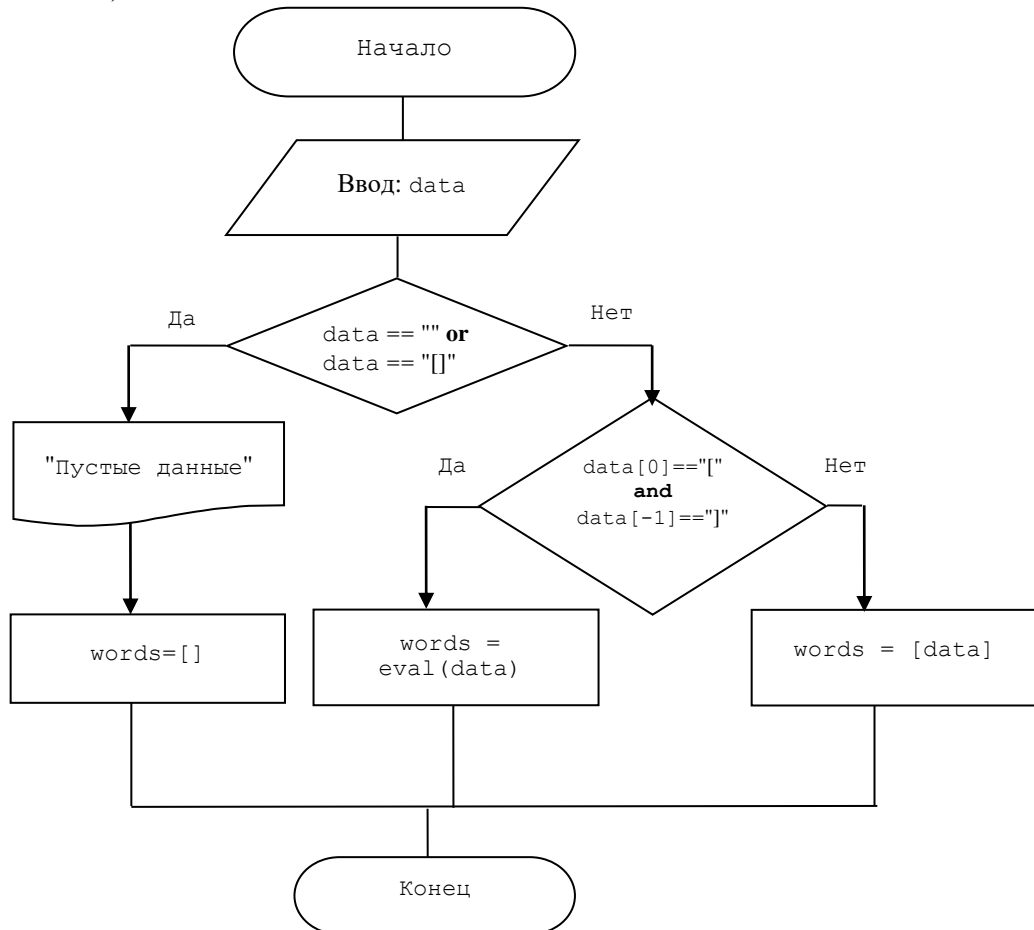 Начало
Ввод: data
Да
Нет
data == "" or
data == "[]"
"Пустые данные"
Да
Нет
data[0]=="["
and
data[-1]=="]"
words=[]
words =
eval(data)
words = [data]
Конец